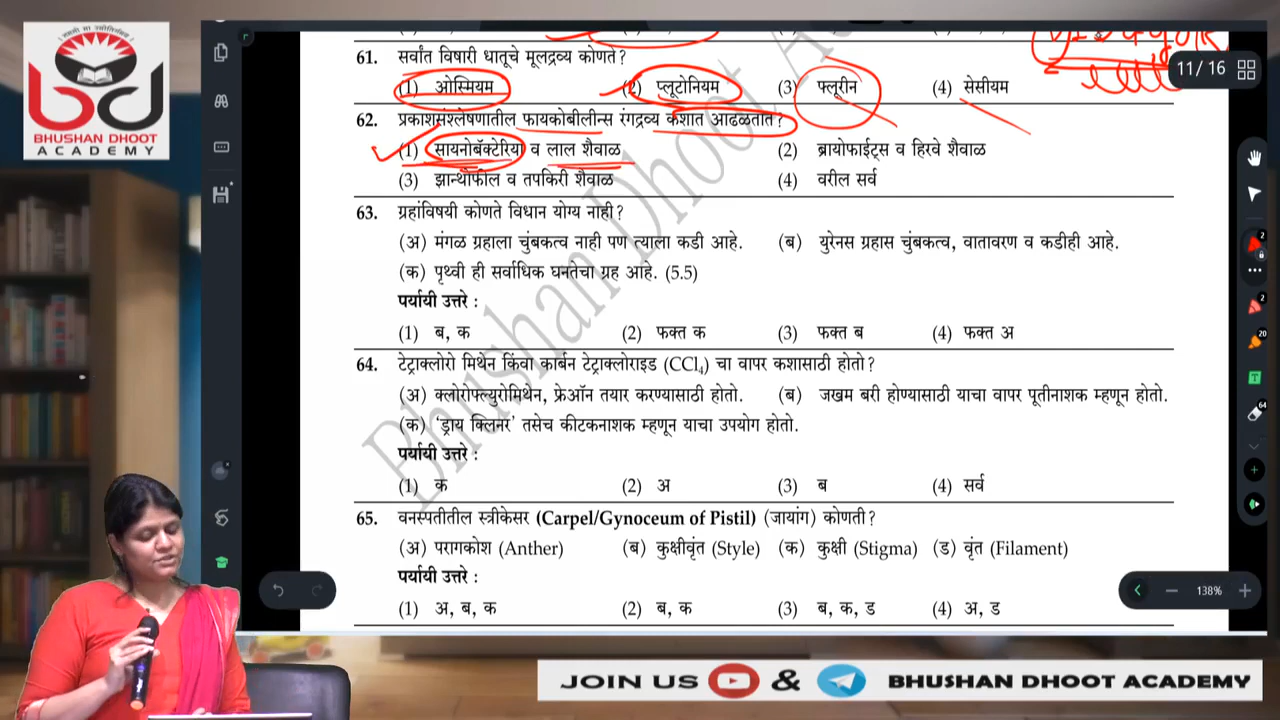 BHUSHAN DHOOT
ACADEMY
11 / 16
61. सर्वांत विषारी धातूचे मूलद्रव्य कोणते?
(1) ओस्मियम (2) प्लूटोनियम (3) फ्लूरीन (4) सेसीयम
62. प्रकाशसंश्लेषणातील फायकोबीलीन्स रंगद्रव्य कशात आढळतात?
(1) सायनोबॅक्टेरिया व लाल शैवाळ (2) ब्रायोफाईट्स व हिरवे शैवाळ
(3) झान्थोफील व तपकिरी शैवाळ (4) वरील सर्व
63. ग्रहांविषयी कोणते विधान योग्य नाही?
(अ) मंगळ ग्रहाला चुंबकत्व नाही पण त्याला कडी आहे. (ब) युरेनस ग्रहास चुंबकत्व, वातावरण व कडीही आहे.
(क) पृथ्वी ही सर्वाधिक घनतेचा ग्रह आहे. (5.5)
पर्यायी उत्तरे :
(1) ब, क (2) फक्त क (3) फक्त ब (4) फक्त अ
64. टेट्राक्लोरो मिथेन किंवा कार्बन टेट्राक्लोराइड (CCl₄) चा वापर कशासाठी होतो?
(अ) क्लोरोफ्ल्युरोमिथेन, फ्रेऑन तयार करण्यासाठी होतो. (ब) जखम बरी होण्यासाठी याचा वापर पूतीनाशक म्हणून होतो.
(क) 'ड्राय क्लिनर' तसेच कीटकनाशक म्हणून याचा उपयोग होतो.
पर्यायी उत्तरे :
(1) क (2) अ (3) ब (4) सर्व
65. वनस्पतीतील स्त्रीकेसर (Carpel/Gynoceum of Pistil) (जायांग) कोणती?
(अ) परागकोश (Anther) (ब) कुक्षीवृंत (Style) (क) कुक्षी (Stigma) (ड) वृंत (Filament)
पर्यायी उत्तरे :
(1) अ, ब, क (2) ब, क (3) ब, क, ड (4) अ, ड
138%
Bhushan Dhoot
JOIN US & BHUSHAN DHOOT ACADEMY